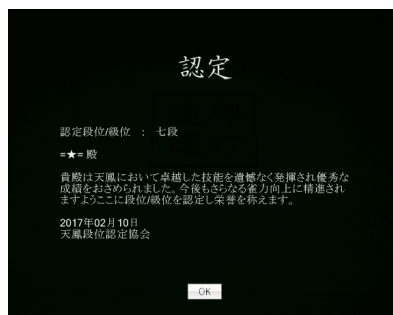 認定
認定段位/級位 : 七段
=★= 殿
貴殿は天鳳において卓越した技能を遺憾なく発揮され優秀な
成績をおさめられました。今後もさらなる雀力向上に精進され
ますようここに段位/級位を認定し栄誉を称えます。
2017年02月10日
天鳳段位認定協会
OK